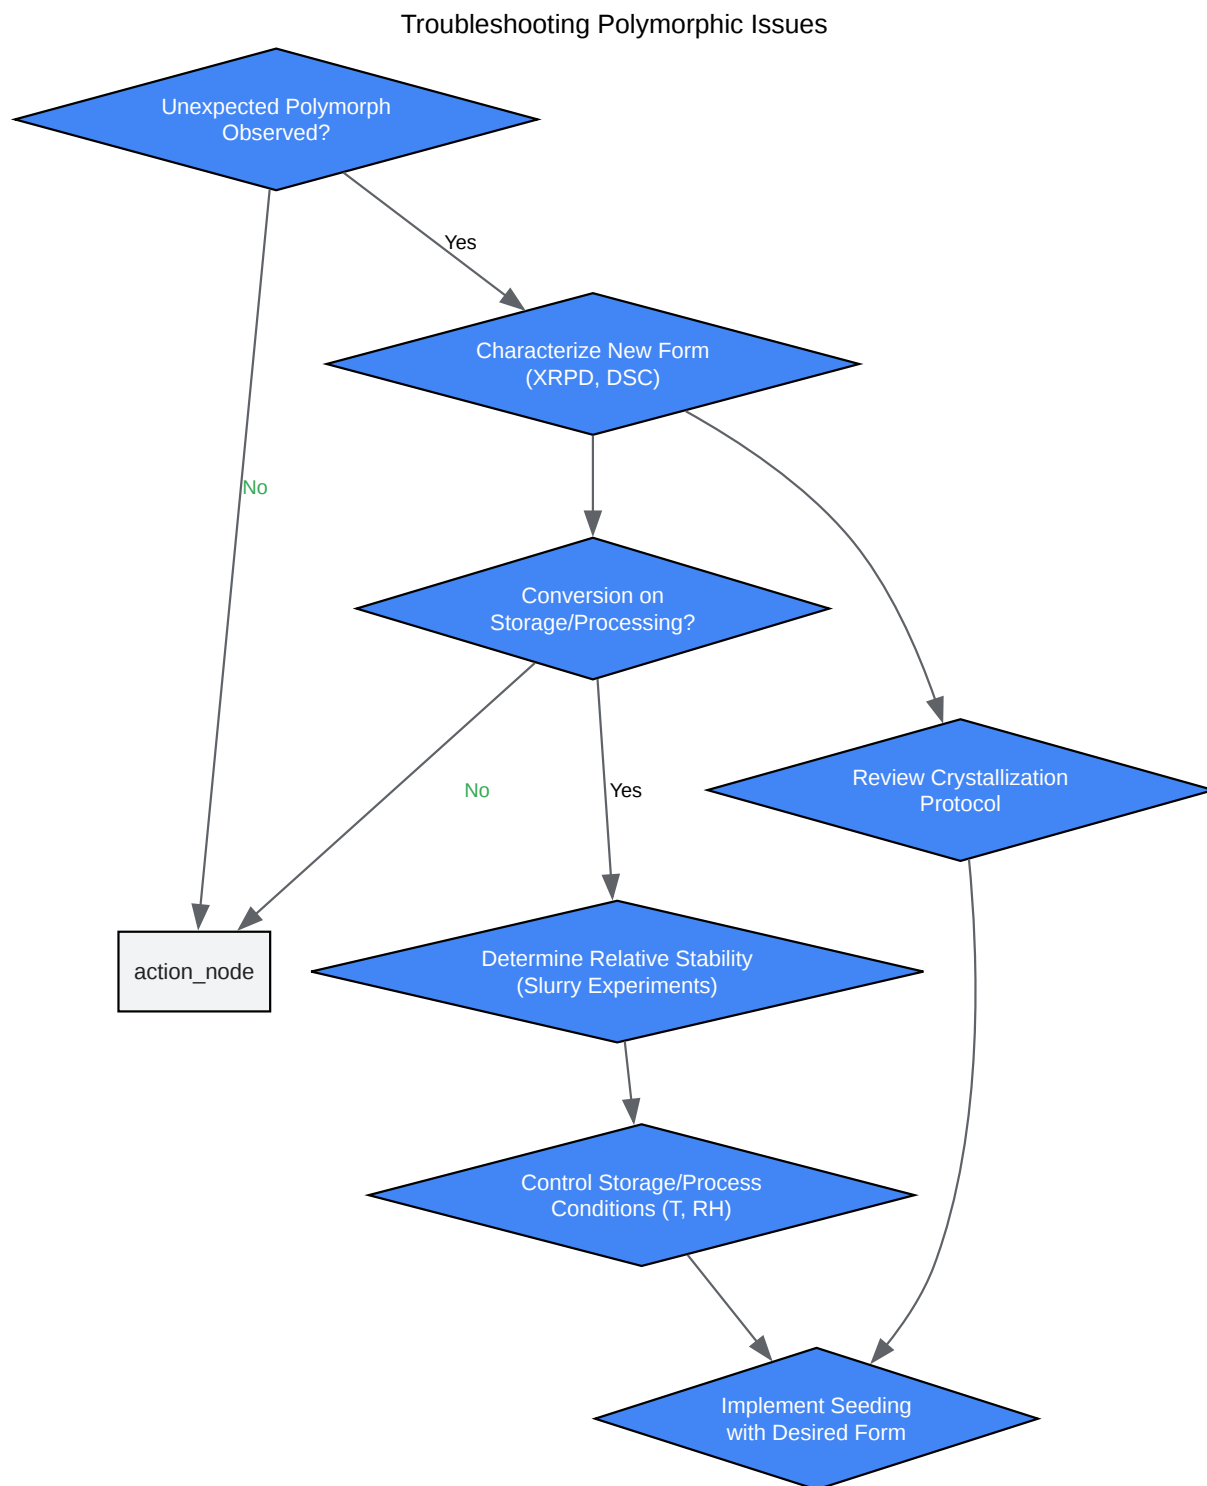 Troubleshooting Polymorphic Issues
Unexpected Polymorph
Observed?
Yes
Characterize New Form
(XRPD, DSC)
No
Conversion on
Storage/Processing?
No
Yes
Review Crystallization
Protocol
action_node
Determine Relative Stability
(Slurry Experiments)
Control Storage/Process
Conditions (T, RH)
Implement Seeding
with Desired Form